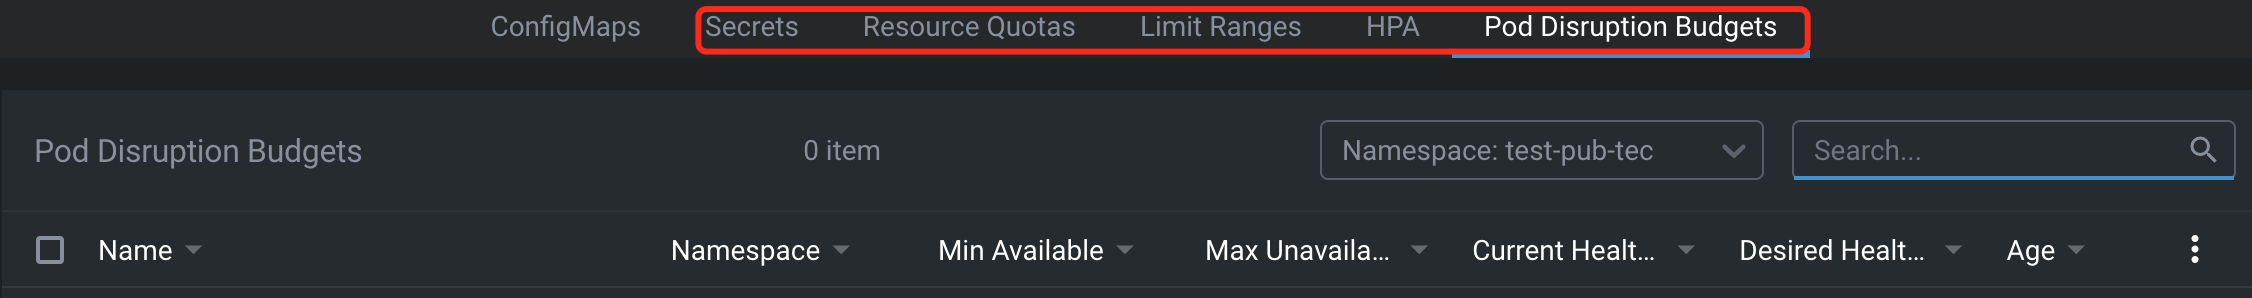 ConfigMaps Secrets Resource Quotas Limit Ranges HPA Pod Disruption Budgets
Pod Disruption Budgets 0 item Namespace: test-pub-tec Search...
Name Namespace Min Available Max Unavaila... Current Healt... Desired Healt... Age